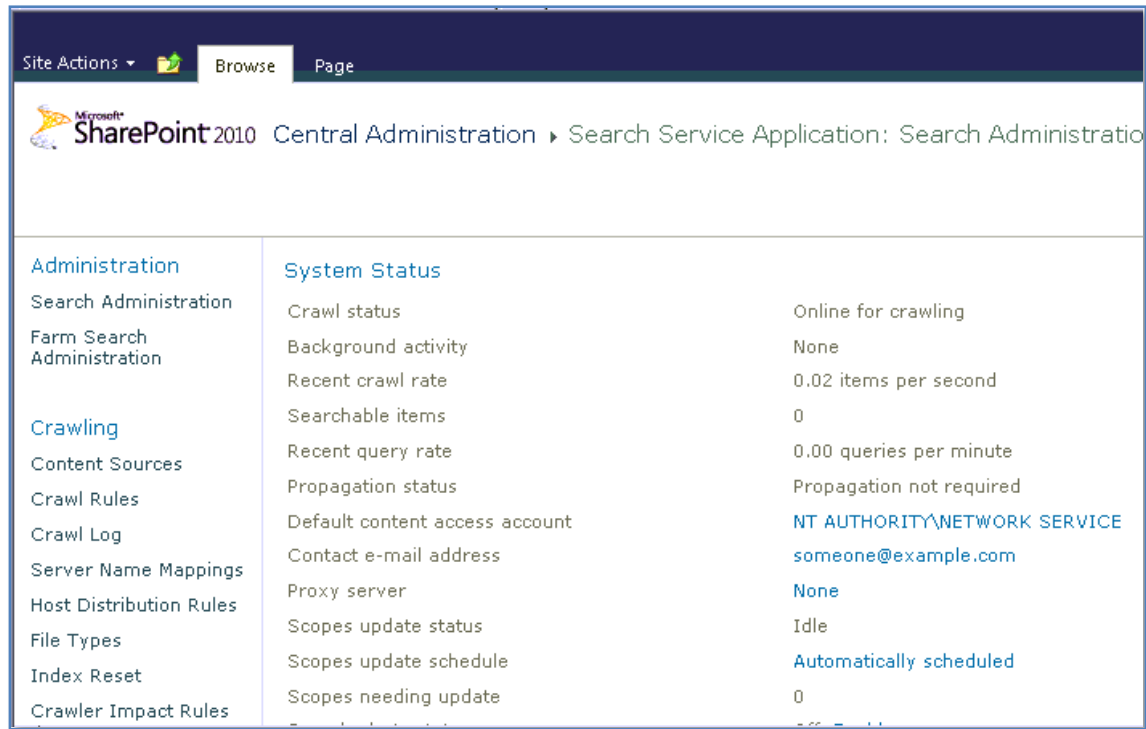 Site Actions Browse Page
Microsoft
SharePoint 2010 Central Administration Search Service Application: Search Administratio
Administration
Search Administration
Farm Search
Administration
Crawling
Content Sources
Crawl Rules
Crawl Log
Server Name Mappings
Host Distribution Rules
File Types
Index Reset
Crawler Impact Rules
System Status
Crawl status Online for crawling
Background activity None
Recent crawl rate 0.02 items per second
Searchable items 0
Recent query rate 0.00 queries per minute
Propagation status Propagation not required
Default content access account NT AUTHORITY\NETWORK SERVICE
Contact e-mail address someone@example.com
Proxy server None
Scopes update status Idle
Scopes update schedule Automatically scheduled
Scopes needing update 0